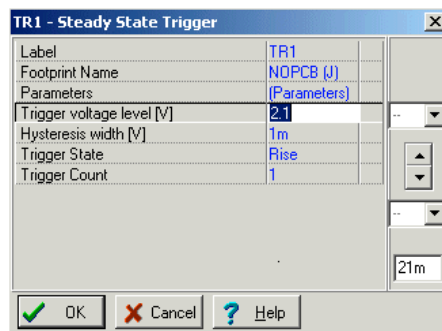 TR1 - Steady State Trigger
Label TR1
Footprint Name NOPCB (J)
Parameters (Parameters)
Trigger voltage level [V] 2.1
Hysteresis width [V] 1m
Trigger State Rise
Trigger Count 1
--
--
21m
OK Cancel ? Help